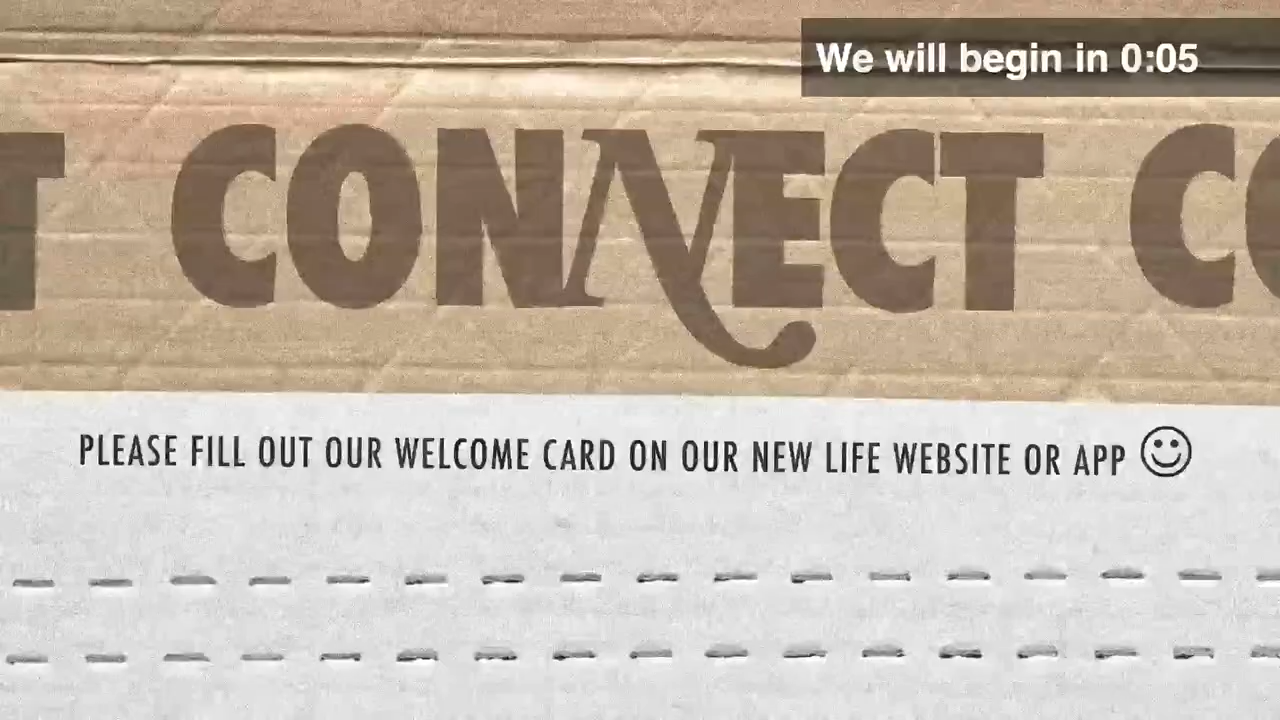 We will begin in 0:05
T CONNECT CO
PLEASE FILL OUT OUR WELCOME CARD ON OUR NEW LIFE WEBSITE OR APP